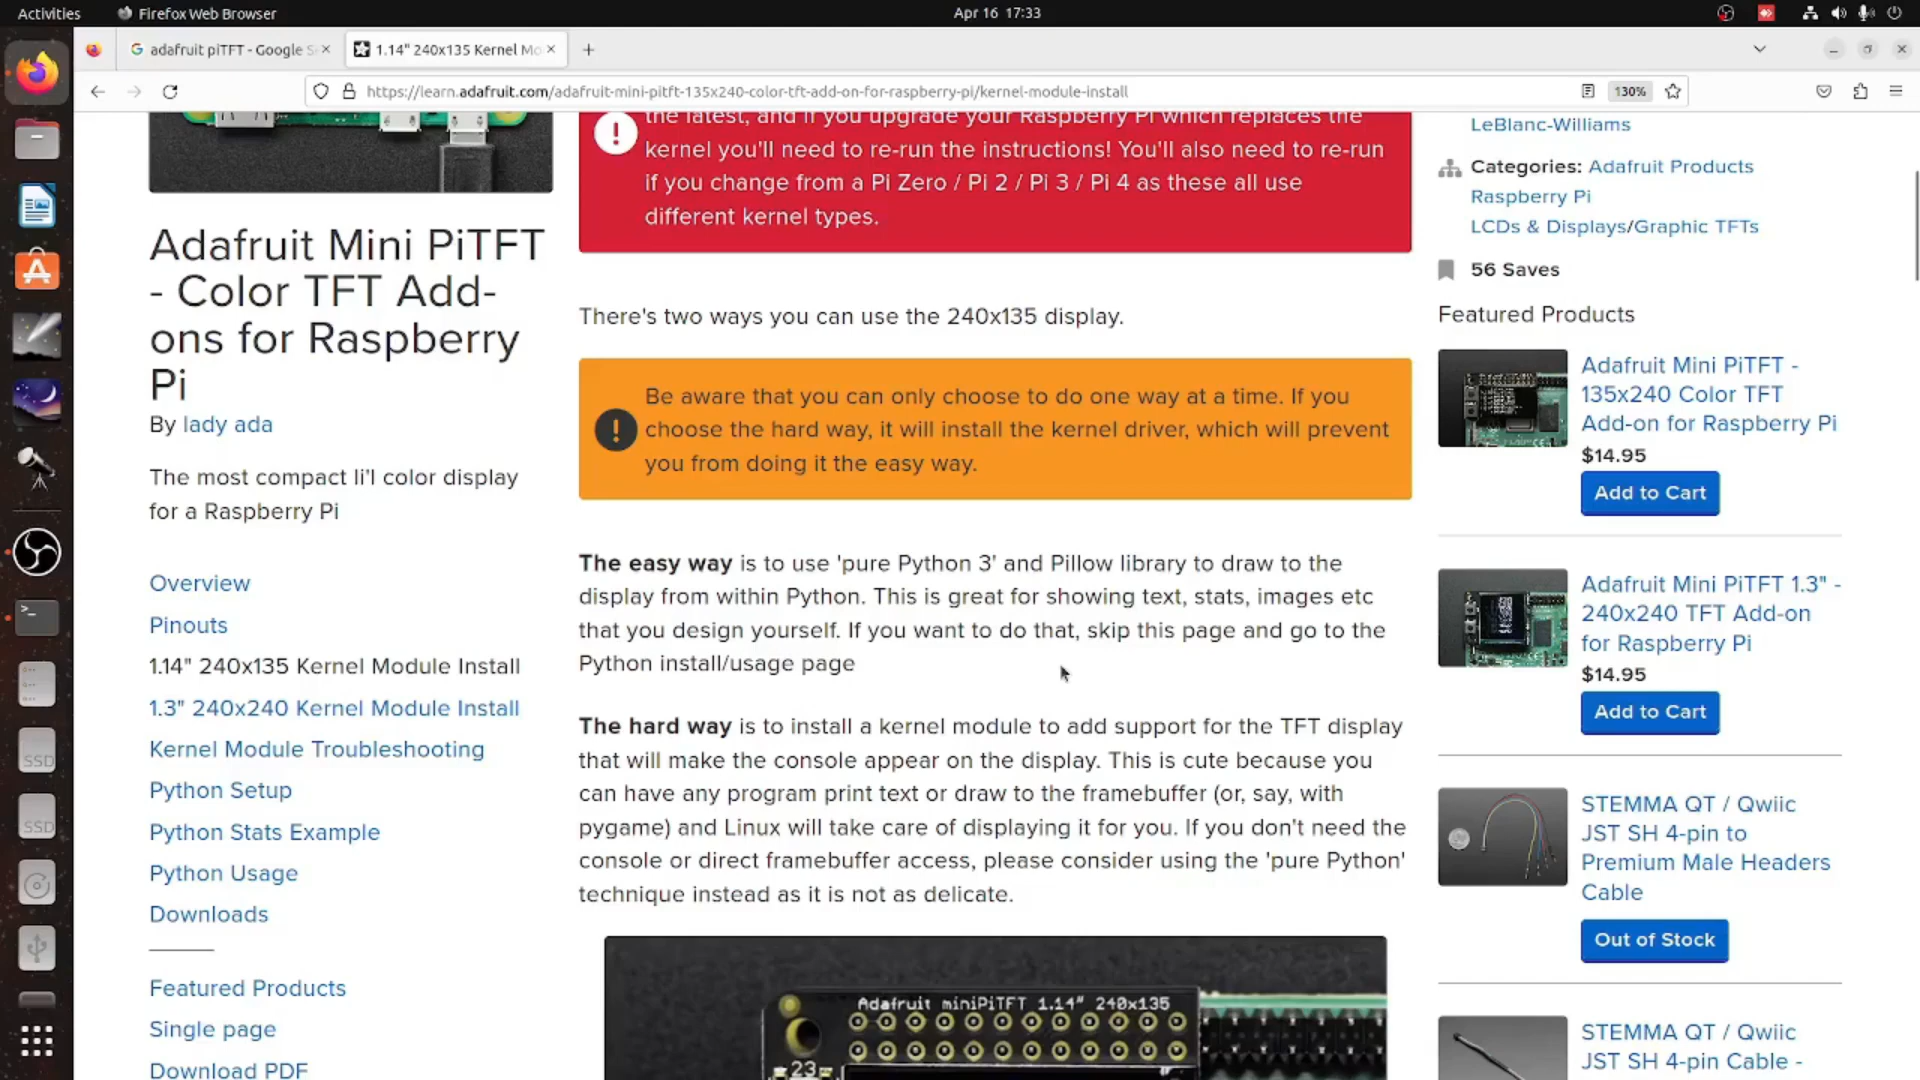 Activities
Firefox Web Browser
Apr 16 17:33
adafruit piTFT - Google S
1.14" 240x135 Kernel Mo
https://learn.adafruit.com/adafruit-mini-pitft-135x240-color-tft-add-on-for-raspberry-pi/kernel-module-install
130%
Adafruit Mini PiTFT
- Color TFT Add-
ons for Raspberry
Pi
By lady ada
The most compact li'l color display
for a Raspberry Pi
Overview
Pinouts
1.14" 240x135 Kernel Module Install
1.3" 240x240 Kernel Module Install
Kernel Module Troubleshooting
Python Setup
Python Stats Example
Python Usage
Downloads
Featured Products
Single page
Download PDF
the latest, and if you upgrade your Raspberry Pi which replaces the
kernel you'll need to re-run the instructions! You'll also need to re-run
if you change from a Pi Zero / Pi 2 / Pi 3 / Pi 4 as these all use
different kernel types.
There's two ways you can use the 240x135 display.
Be aware that you can only choose to do one way at a time. If you
choose the hard way, it will install the kernel driver, which will prevent
you from doing it the easy way.
The easy way is to use 'pure Python 3' and Pillow library to draw to the
display from within Python. This is great for showing text, stats, images etc
that you design yourself. If you want to do that, skip this page and go to the
Python install/usage page
The hard way is to install a kernel module to add support for the TFT display
that will make the console appear on the display. This is cute because you
can have any program print text or draw to the framebuffer (or, say, with
pygame) and Linux will take care of displaying it for you. If you don't need the
console or direct framebuffer access, please consider using the 'pure Python'
technique instead as it is not as delicate.
Adafruit miniPiTFT 1.14" 240x135
23
LeBlanc-Williams
Categories: Adafruit Products
Raspberry Pi
LCDs & Displays/Graphic TFTs
56 Saves
Featured Products
Adafruit Mini PiTFT -
135x240 Color TFT
Add-on for Raspberry Pi
$14.95
Add to Cart
Adafruit Mini PiTFT 1.3" -
240x240 TFT Add-on
for Raspberry Pi
$14.95
Add to Cart
STEMMA QT / Qwiic
JST SH 4-pin to
Premium Male Headers
Cable
Out of Stock
STEMMA QT / Qwiic
JST SH 4-pin Cable -
SSD
SSD